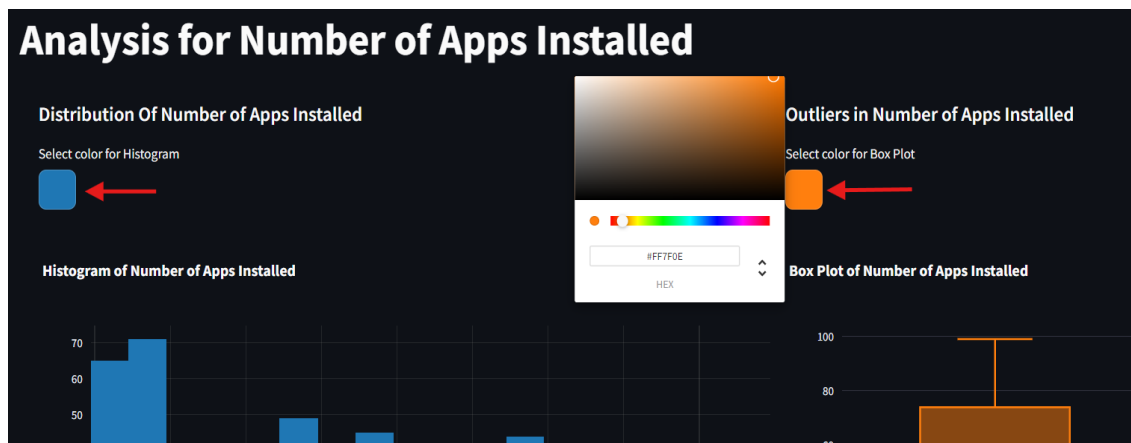 Analysis for Number of Apps Installed
Distribution Of Number of Apps Installed
Select color for Histogram
Histogram of Number of Apps Installed
70
60
50
#FF7F0E
HEX
Outliers in Number of Apps Installed
Select color for Box Plot
Box Plot of Number of Apps Installed
100
80